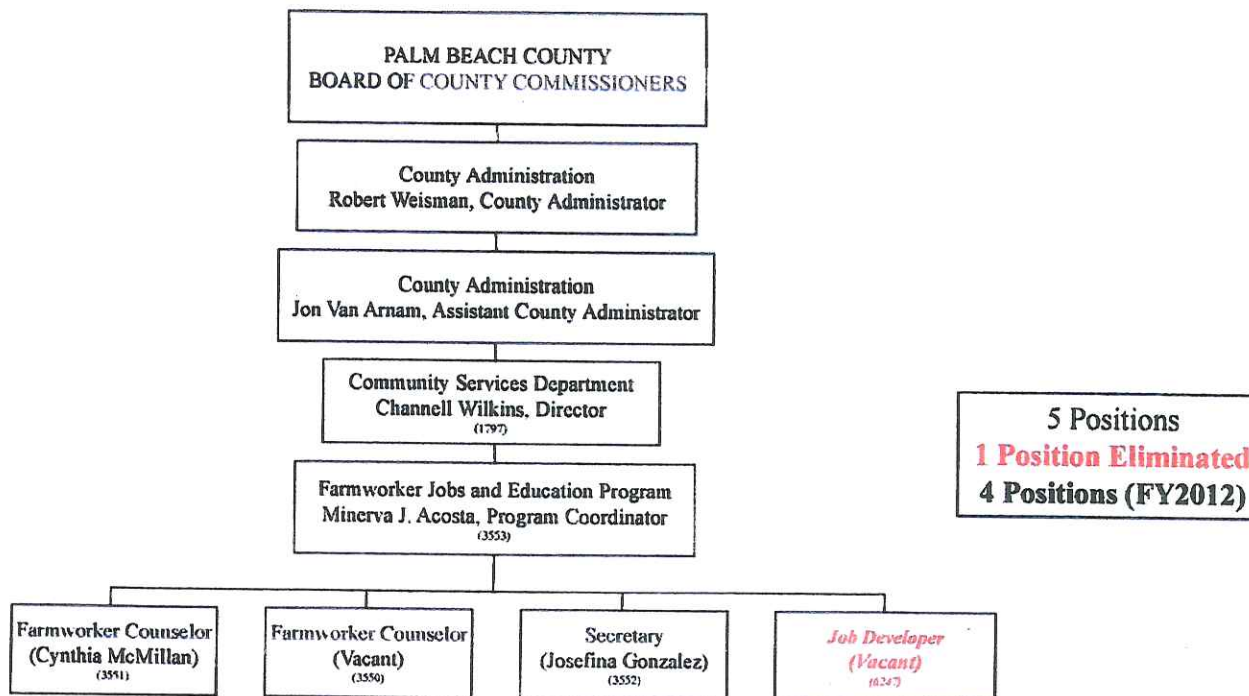 PALM BEACH COUNTY
BOARD OF COUNTY COMMISSIONERS
County Administration
Robert Weisman, County Administrator
County Administration
Jon Van Arnam, Assistant County Administrator
Community Services Department
Channell Wilkins, Director
(1797)
Farmworker Jobs and Education Program
Minerva J. Acosta, Program Coordinator
(3553)
5 Positions
1 Position Eliminated
4 Positions (FY2012)
Farmworker Counselor
(Cynthia McMillan)
(3551)
Farmworker Counselor
(Vacant)
(3550)
Secretary
(Josefina Gonzalez)
(3552)
Job Developer
(Vacant)